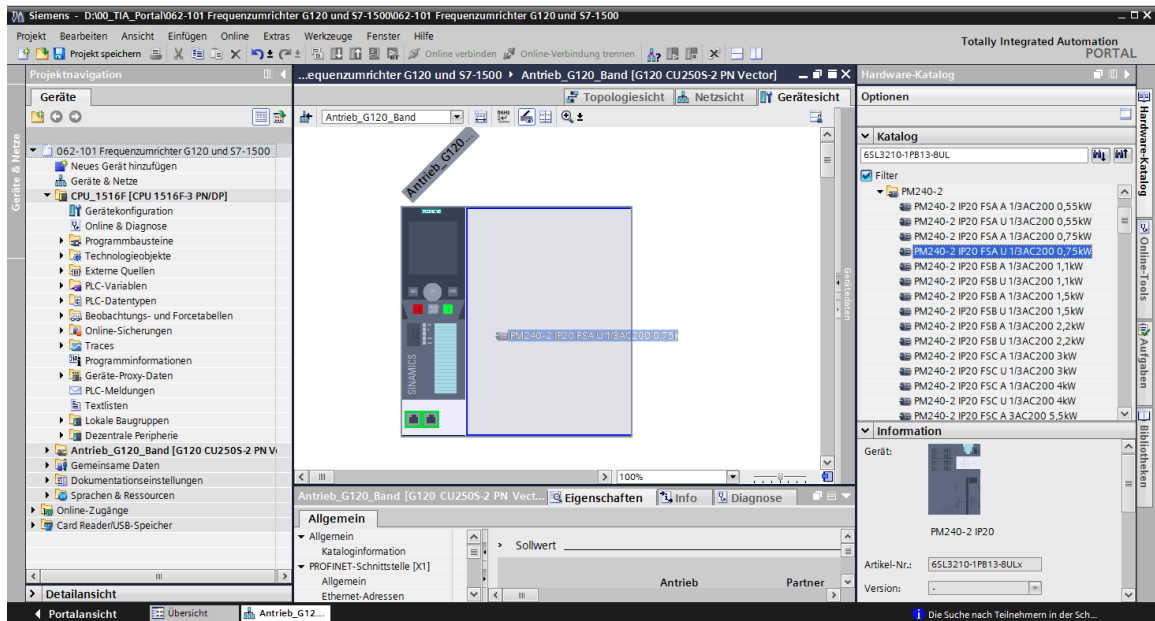 Siemens - D:\00_TIA_Portal\062-101 Frequenzumrichter G120 und S7-1500\062-101 Frequenzumrichter G120 und S7-1500
Projekt Bearbeiten Ansicht Einfügen Online Extras Werkzeuge Fenster Hilfe
Totally Integrated Automation
PORTAL
Projekt speichern
Online verbinden
Online-Verbindung trennen
Projektnavigation
Geräte
Geräte & Netze
062-101 Frequenzumrichter G120 und S7-1500
Neues Gerät hinzufügen
Geräte & Netze
CPU_1516F [CPU 1516F-3 PN/DP]
Gerätekonfiguration
Online & Diagnose
Programmbausteine
Technologieobjekte
Externe Quellen
PLC-Variablen
PLC-Datentypen
Beobachtungs- und Forcetabellen
Online-Sicherungen
Traces
Programminformationen
Geräte-Proxy-Daten
PLC-Meldungen
Textlisten
Lokale Baugruppen
Dezentrale Peripherie
Antrieb_G120_Band [G120 CU250S-2 PN V
Gemeinsame Daten
Dokumentationseinstellungen
Sprachen & Ressourcen
Online-Zugänge
Card Reader/USB-Speicher
Detailansicht
...equenzumrichter G120 und S7-1500 Antrieb_G120_Band [G120 CU250S-2 PN Vector]
Topologiesicht
Netzsicht
Gerätesicht
Antrieb_G120_Band
Antrieb_G120...
SIEMENS
SINAMICS
PM240-2 IP20 FSA U 1/3AC200 0,75k
Gerätedaten
100%
Antrieb_G120_Band [G120 CU250S-2 PN Vect...
Eigenschaften
Info
Diagnose
Allgemein
Allgemein
Kataloginformation
PROFINET-Schnittstelle [X1]
Allgemein
Ethernet-Adressen
Sollwert
Antrieb Partner
Hardware-Katalog
Optionen
Katalog
6SL3210-1PB13-8UL
Filter
PM240-2
PM240-2 IP20 FSA A 1/3AC200 0,55kW
PM240-2 IP20 FSA U 1/3AC200 0,55kW
PM240-2 IP20 FSA A 1/3AC200 0,75kW
PM240-2 IP20 FSA U 1/3AC200 0,75kW
PM240-2 IP20 FSB A 1/3AC200 1,1kW
PM240-2 IP20 FSB U 1/3AC200 1,1kW
PM240-2 IP20 FSB A 1/3AC200 1,5kW
PM240-2 IP20 FSB U 1/3AC200 1,5kW
PM240-2 IP20 FSB A 1/3AC200 2,2kW
PM240-2 IP20 FSB U 1/3AC200 2,2kW
PM240-2 IP20 FSC A 1/3AC200 3kW
PM240-2 IP20 FSC U 1/3AC200 3kW
PM240-2 IP20 FSC A 1/3AC200 4kW
PM240-2 IP20 FSC U 1/3AC200 4kW
PM240-2 IP20 FSC A 3AC200 5,5kW
Information
Gerät:
PM240-2 IP20
Artikel-Nr.: 6SL3210-1PB13-8ULx
Version: -
Hardware-Katalog
Online-Tools
Aufgaben
Bibliotheken
Portalansicht
Übersicht
Antrieb_G12...
Die Suche nach Teilnehmern in der Sch...